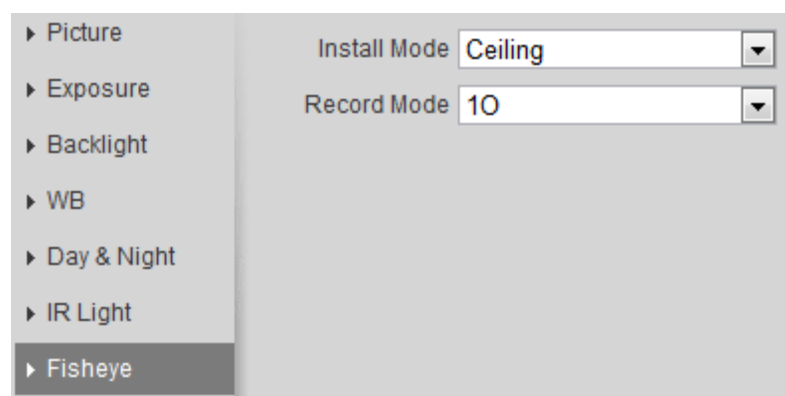 Picture
Exposure
Backlight
WB
Day & Night
IR Light
Fisheye
Install Mode Ceiling
Record Mode 1O